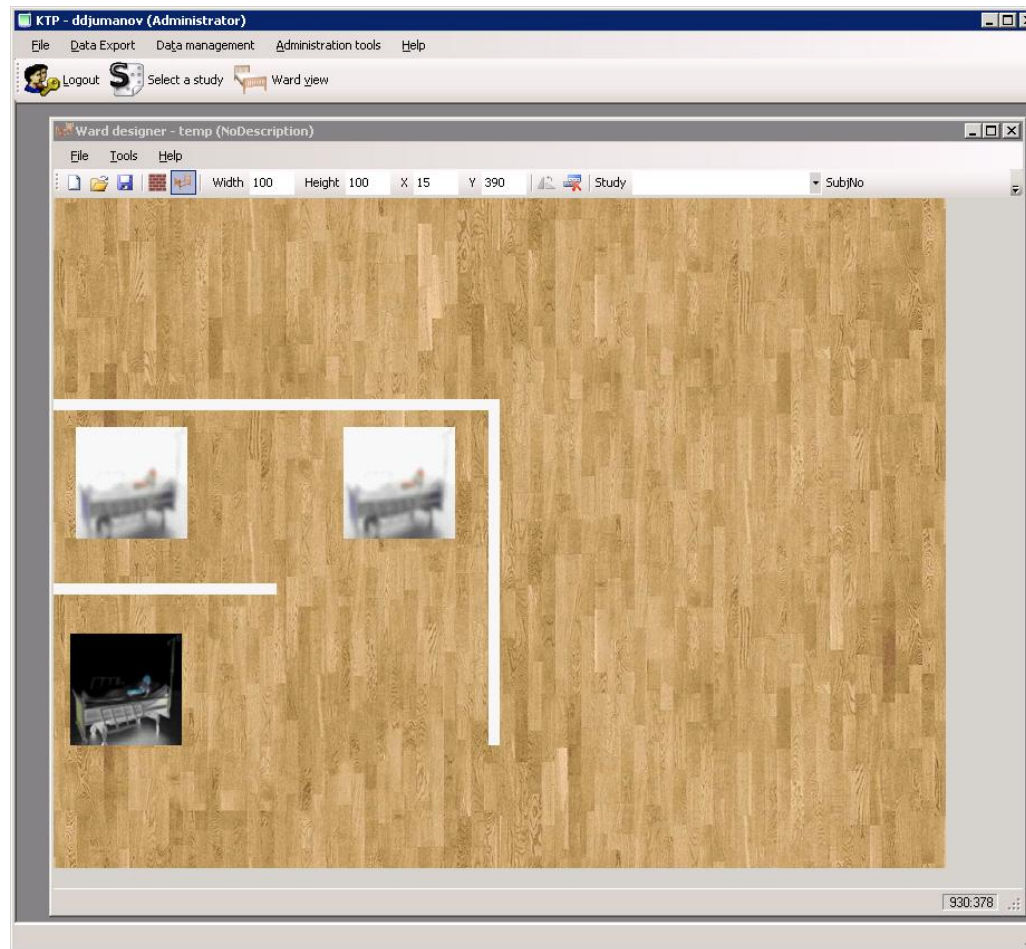 KTP - ddjumanov (Administrator)
File Data Export Data management Administration tools Help
Logout Select a study Ward view
Ward designer - temp (NoDescription)
File Tools Help
Width 100 Height 100 X 15 Y 390 Study SubjNo
930:378